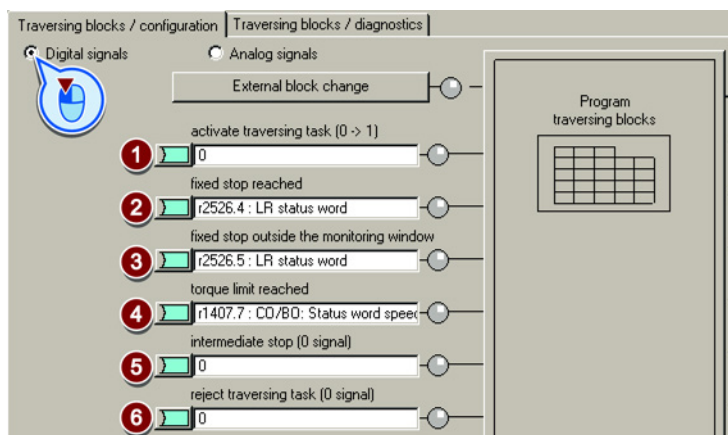 Traversing blocks / configuration
Traversing blocks / diagnostics
Digital signals
Analog signals
External block change
Program
traversing blocks
activate traversing task (0 -> 1)
1
0
fixed stop reached
2
r2526.4 : LR status word
fixed stop outside the monitoring window
3
r2526.5 : LR status word
torque limit reached
4
r1407.7 : CO/BO: Status word speed
intermediate stop (0 signal)
5
0
reject traversing task (0 signal)
6
0